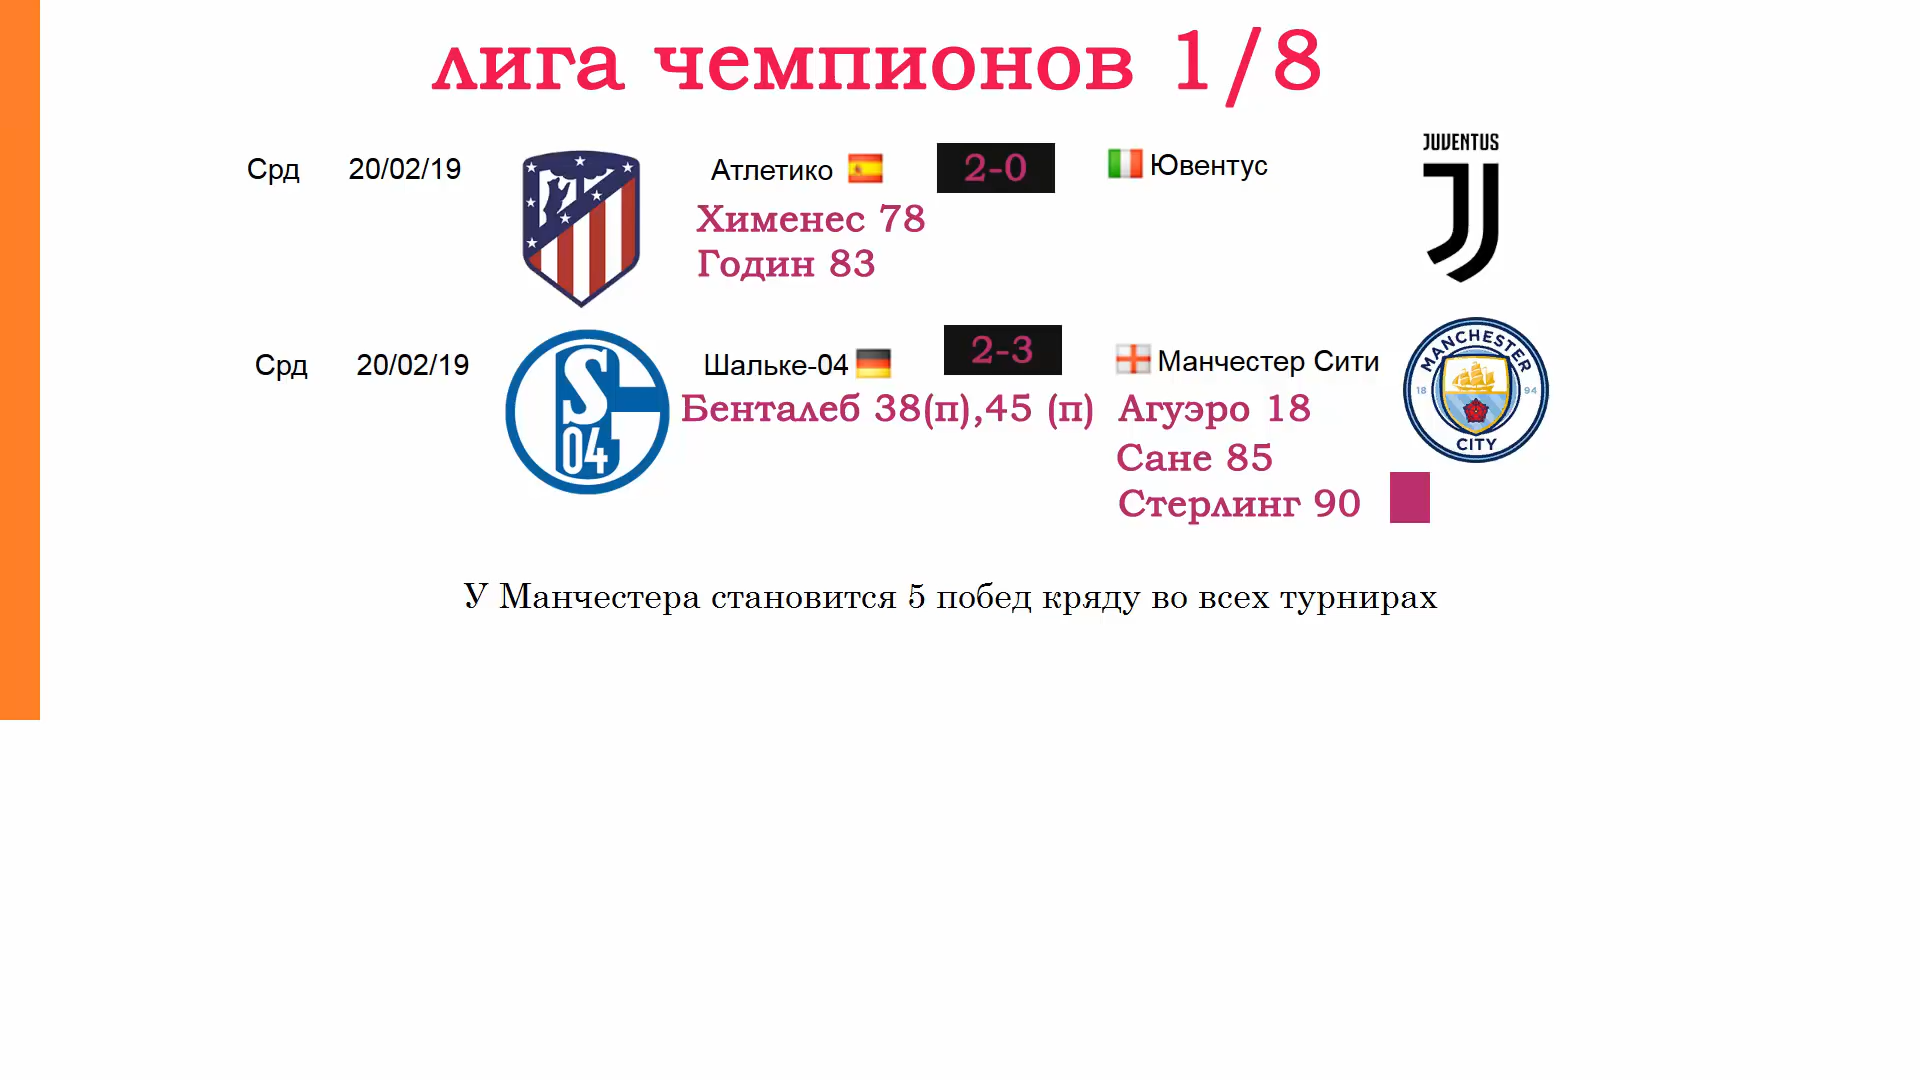 лига чемпионов 1/8
JUVENTUS
Срд 20/02/19 Атлетико 2-0 Ювентус
Хименес 78
Годин 83
Срд 20/02/19 Шальке-04 2-3 Манчестер Сити
S
04
MANCHESTER
18 94
CITY
Бенталеб 38(п),45 (п) Агуэро 18
Сане 85
Стерлинг 90
У Манчестера становится 5 побед кряду во всех турнирах